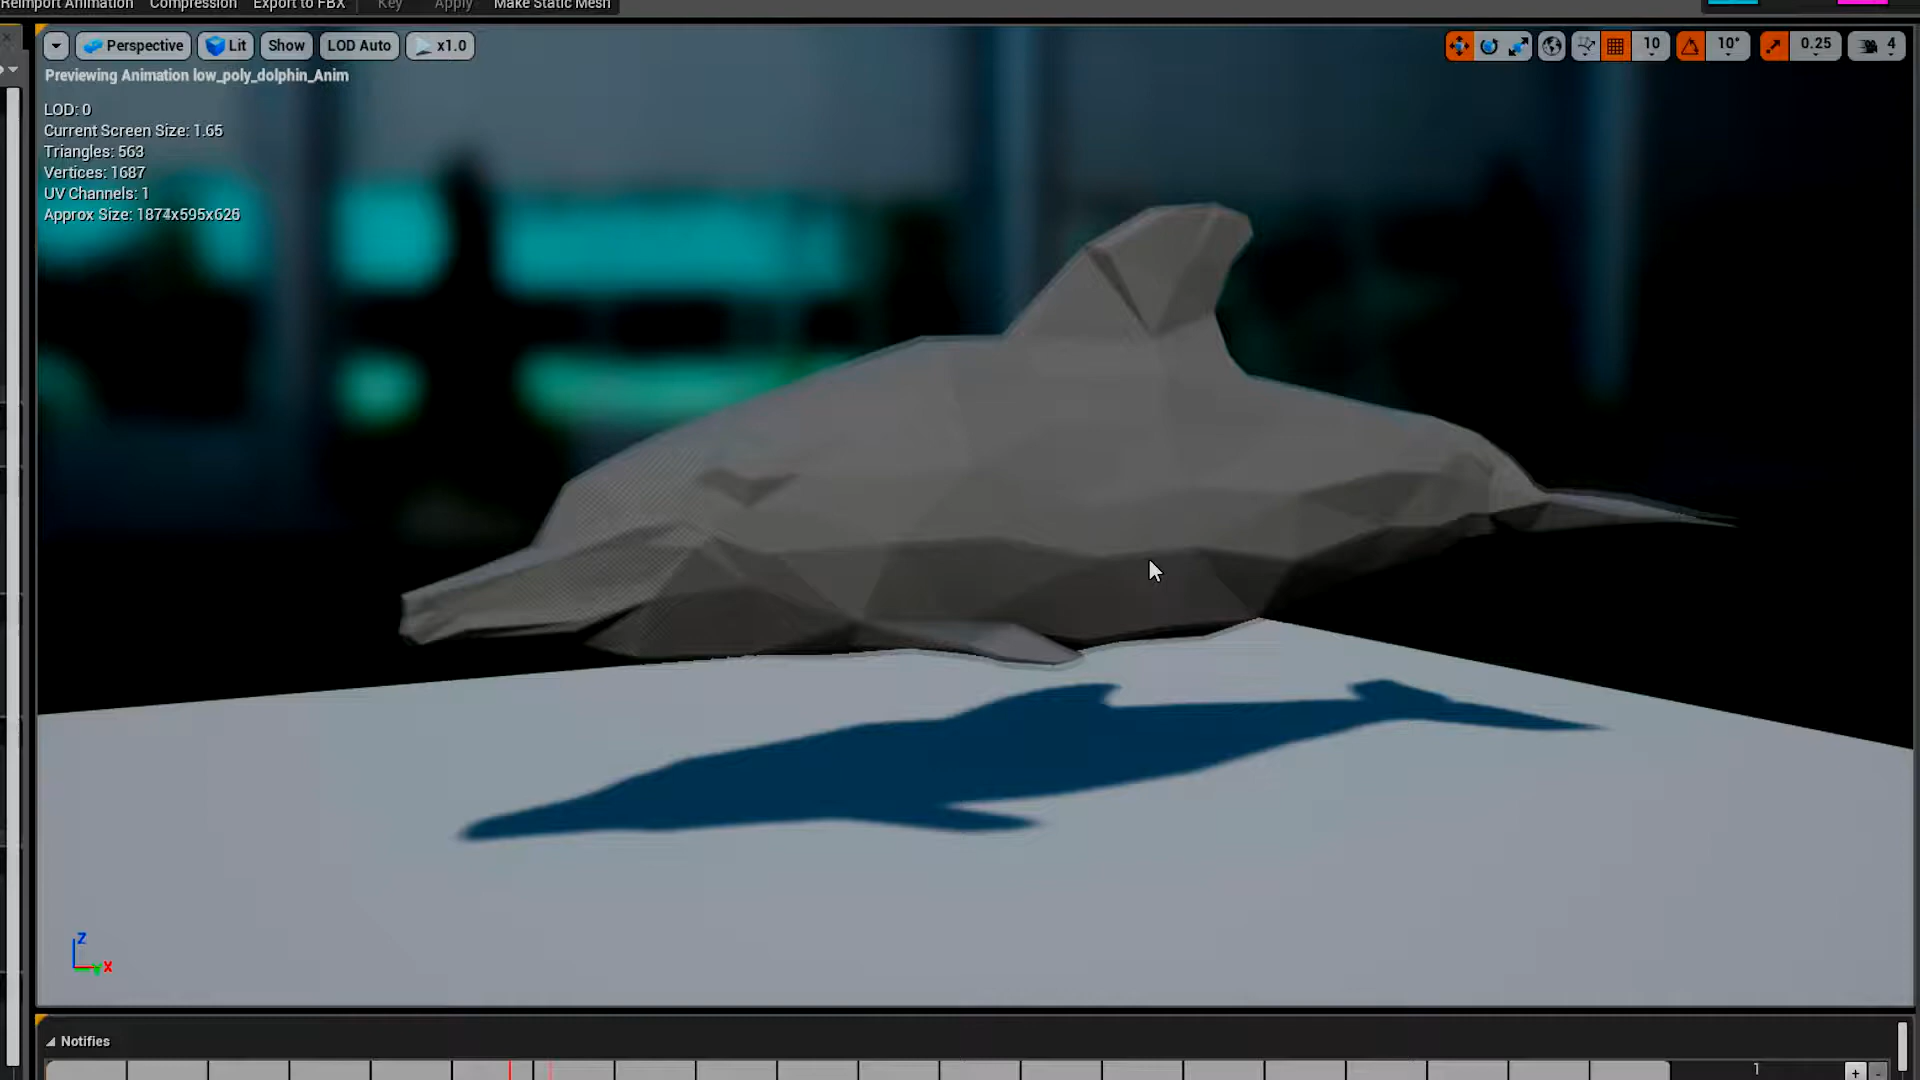 Reimport Animation Compression Export to FBX Key Apply Make Static Mesh
Perspective Lit Show LOD Auto x1.0 10 10° 0.25 4
Previewing Animation low_poly_dolphin_Anim
LOD: 0
Current Screen Size: 1.65
Triangles: 563
Vertices: 1687
UV Channels: 1
Approx Size: 1874x595x625
Z
Y X
Notifies
1 + -